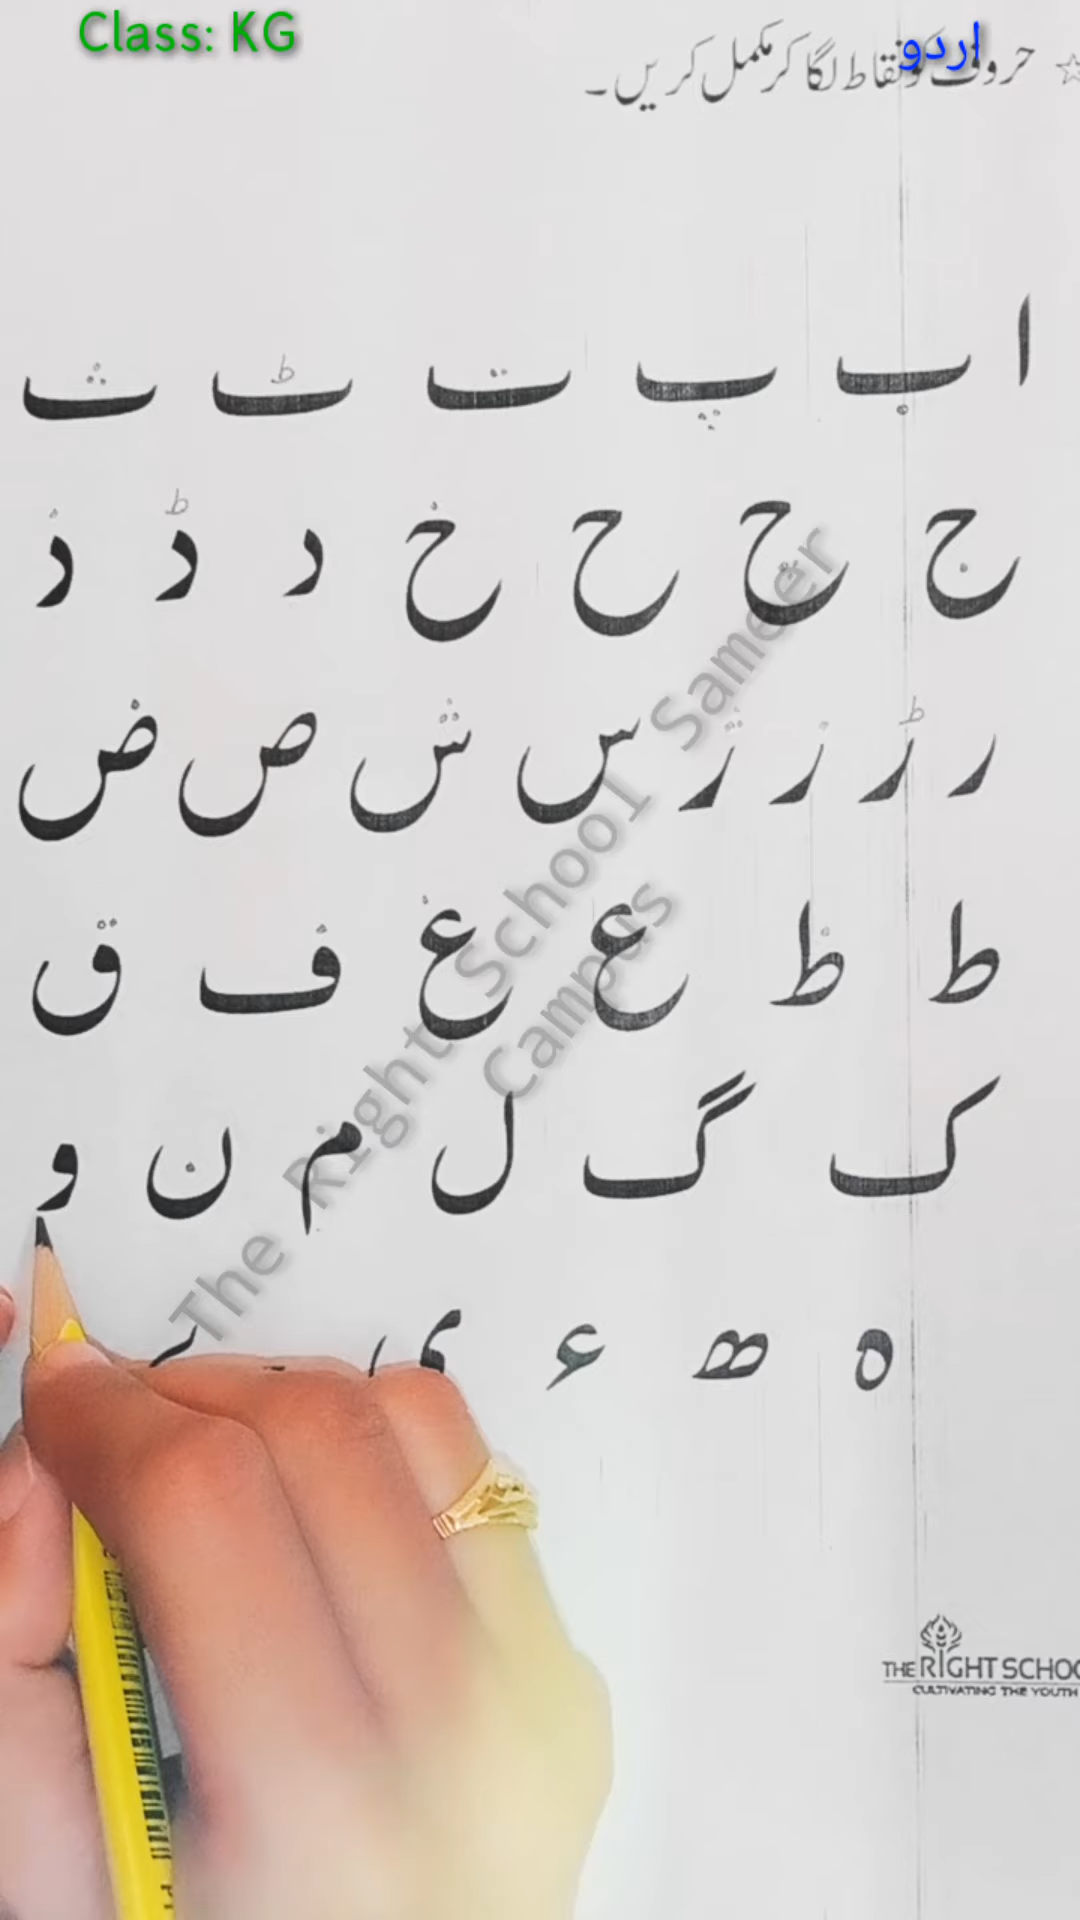 Class: KG
اردو
☆ حروف کو نقاط لگا کر مکمل کریں۔
ا ب پ ت ٹ ث
ج چ ح خ د ڈ ذ
ر ڑ ز ژ س ش ص ض
ط ظ ع غ ف ق
ک گ ل م ن و
ہ ھ ء ی
The Right School Sameer
Campus
THE RIGHT SCHOO
CULTIVATING THE YOUTH